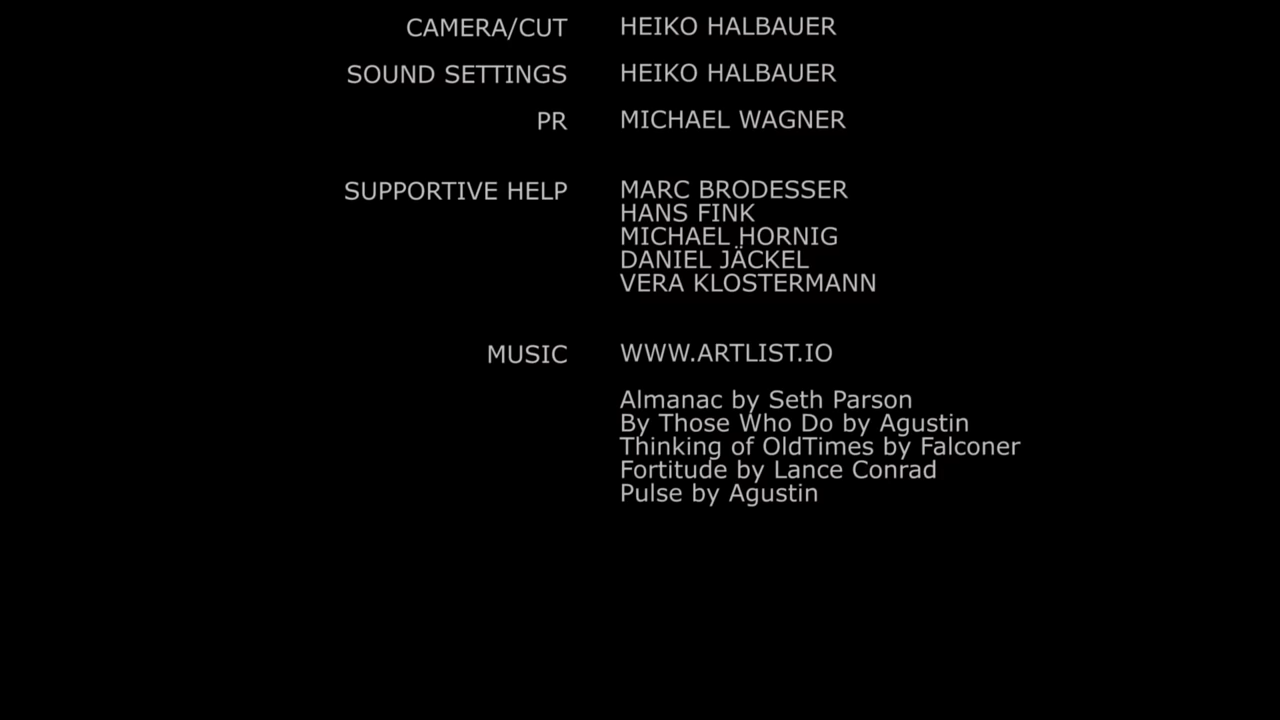 CAMERA/CUT HEIKO HALBAUER
SOUND SETTINGS HEIKO HALBAUER
PR MICHAEL WAGNER
SUPPORTIVE HELP MARC BRODESSER
HANS FINK
MICHAEL HORNIG
DANIEL JÄCKEL
VERA KLOSTERMANN
MUSIC WWW.ARTLIST.IO
Almanac by Seth Parson
By Those Who Do by Agustin
Thinking of OldTimes by Falconer
Fortitude by Lance Conrad
Pulse by Agustin